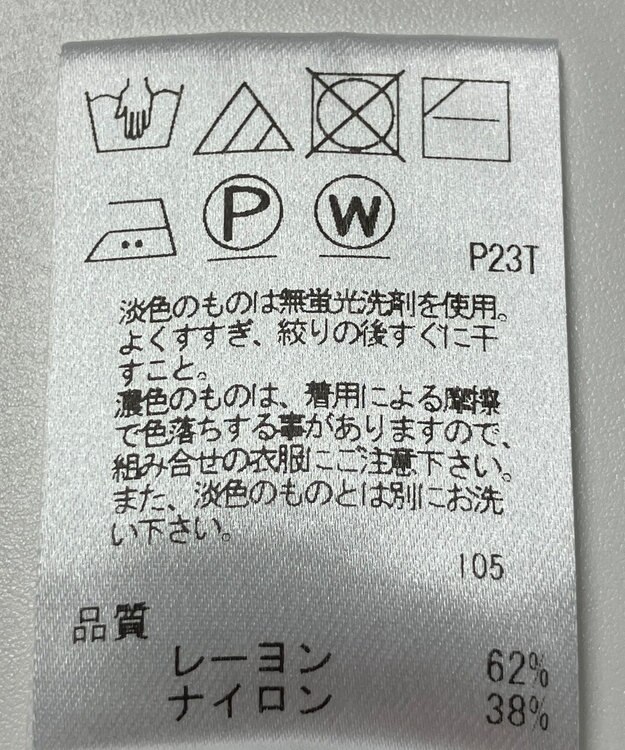 P W
P23T
淡色のものは無蛍光洗剤を使用。
よくすすぎ、絞りの後すぐに干
すこと。
濃色のものは、着用による摩擦
で色落ちする事がありますので、
組み合せの衣服にご注意下さい。
また、淡色のものとは別にお洗
い下さい。
105
品質
レーヨン 62%
ナイロン 38%